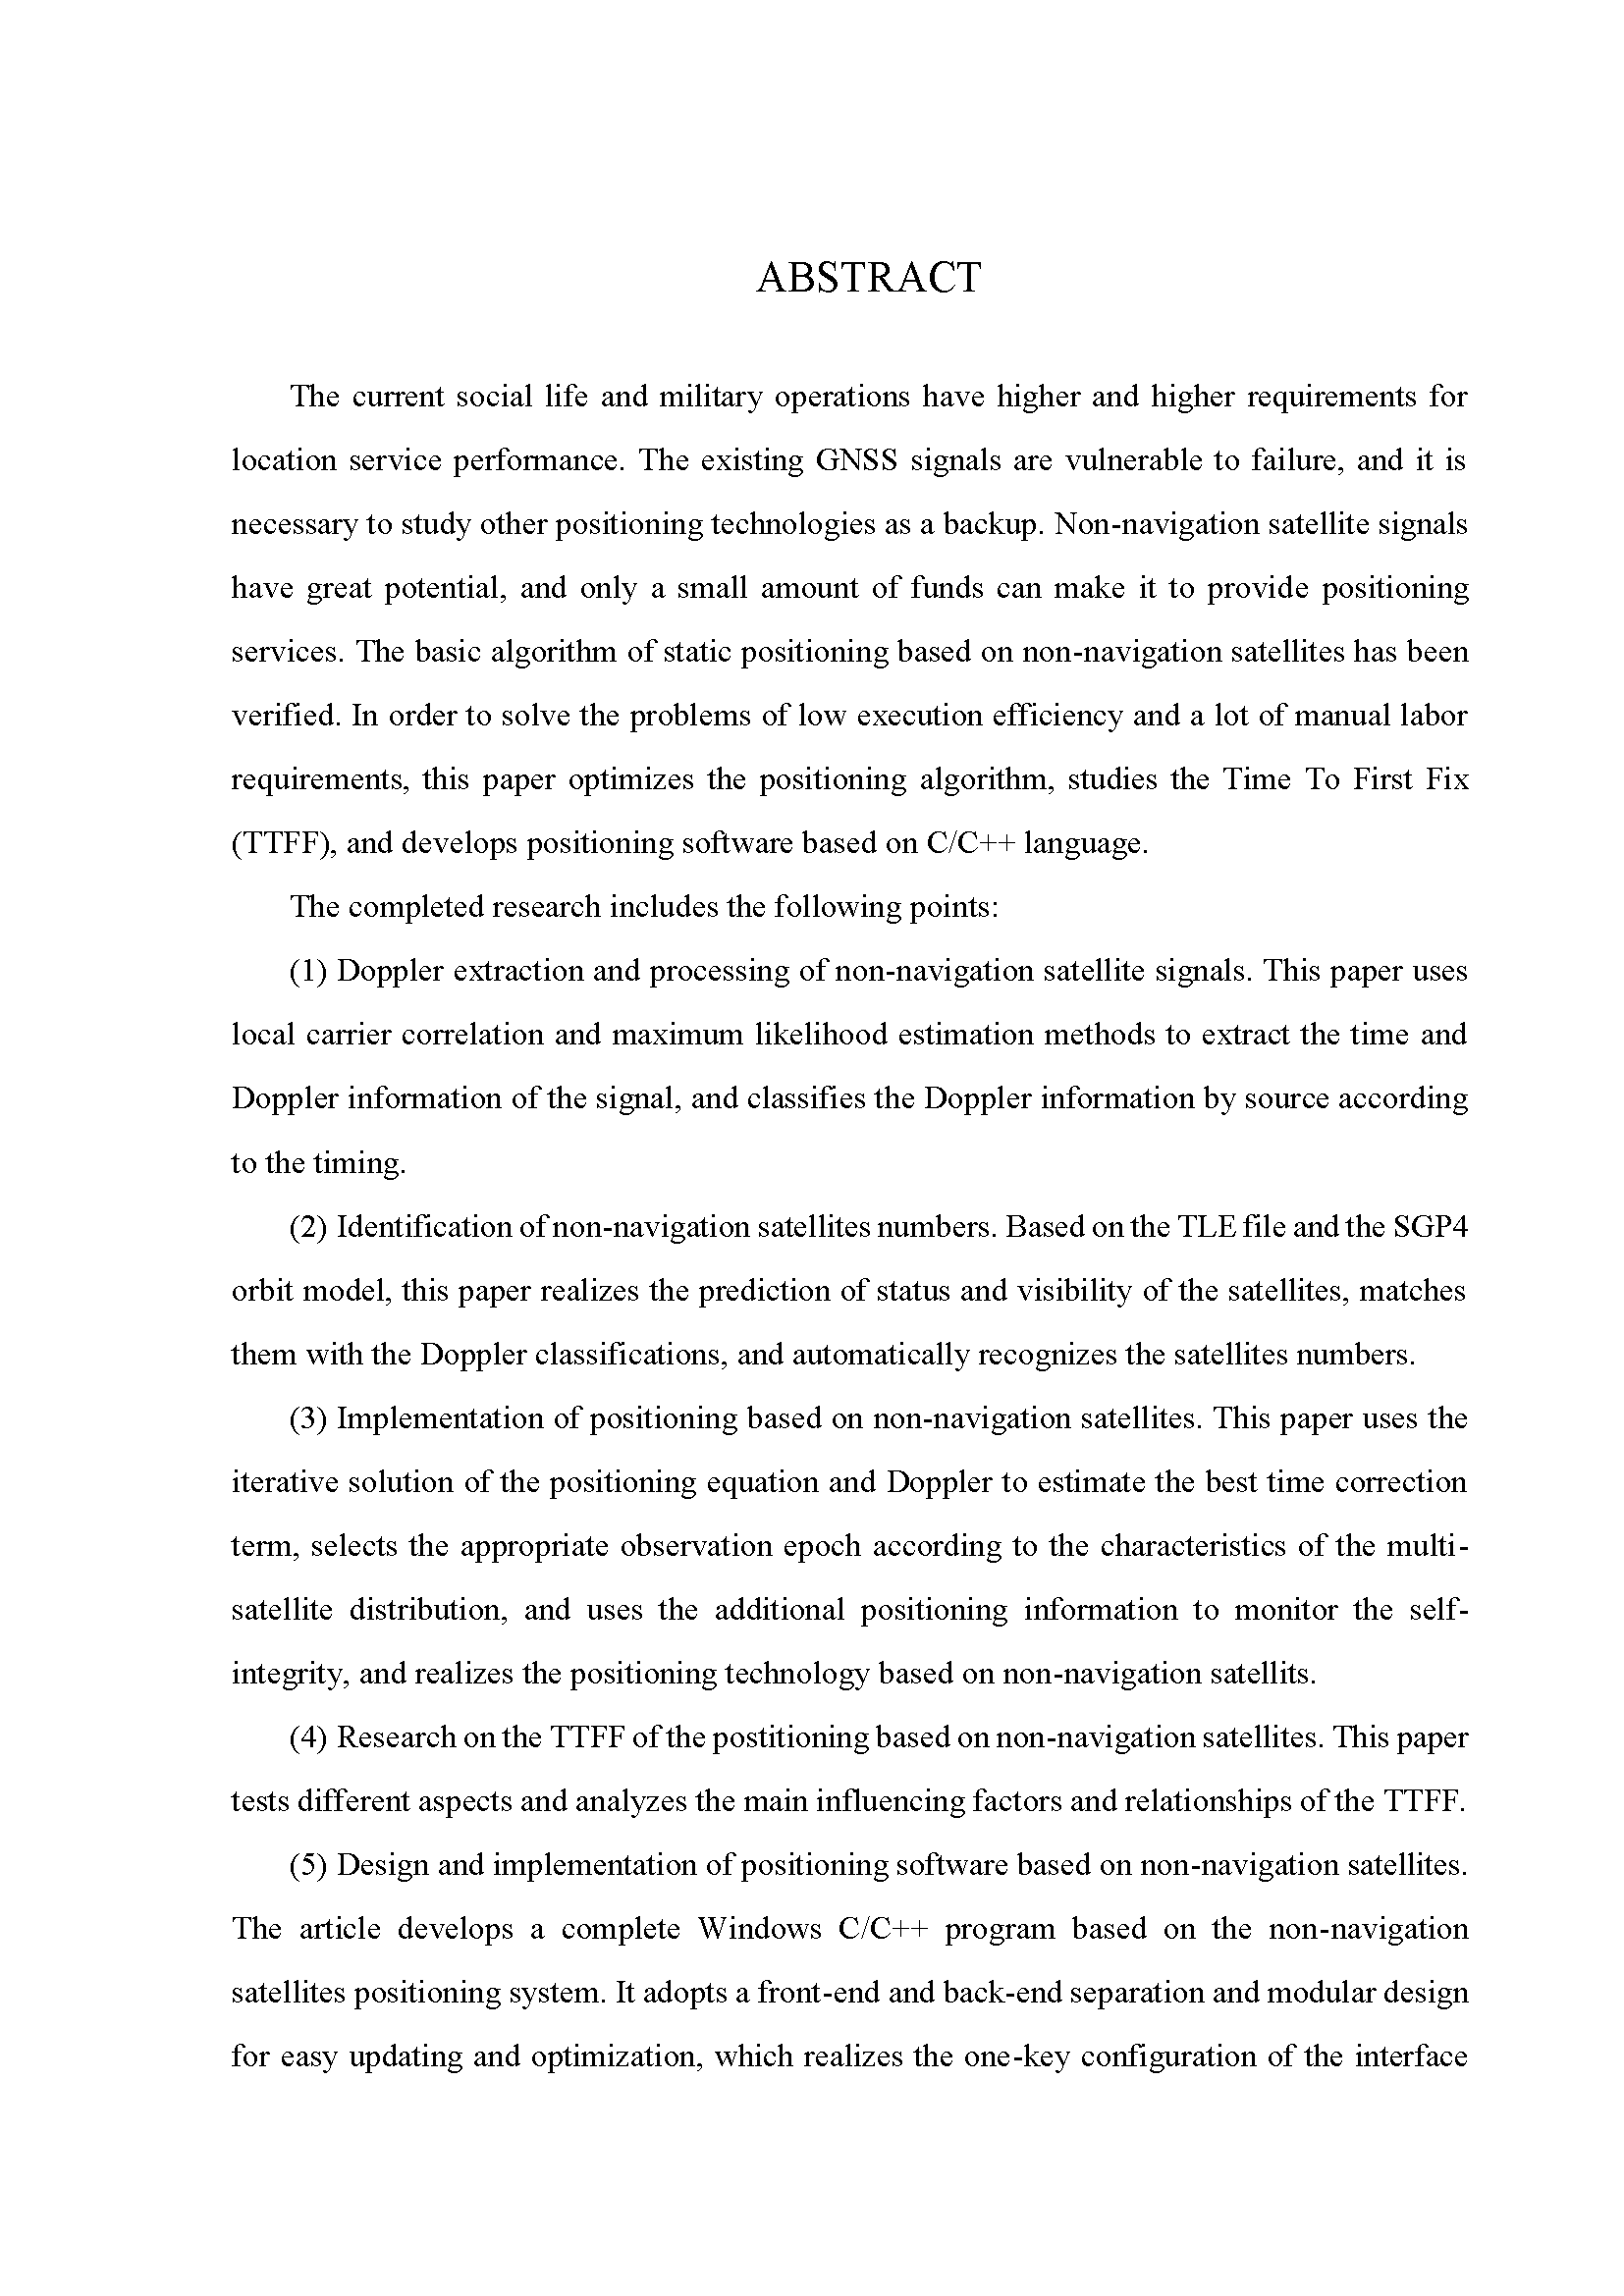 ABSTRACT
The current social life and military operations have higher and higher requirements for
location service performance. The existing GNSS signals are vulnerable to failure, and it is
necessary to study other positioning technologies as a backup. Non-navigation satellite signals
have great potential, and only a small amount of funds can make it to provide positioning
services. The basic algorithm of static positioning based on non-navigation satellites has been
verified. In order to solve the problems of low execution efficiency and a lot of manual labor
requirements, this paper optimizes the positioning algorithm, studies the Time To First Fix
(TTFF), and develops positioning software based on C/C++ language.
The completed research includes the following points:
(1) Doppler extraction and processing of non-navigation satellite signals. This paper uses
local carrier correlation and maximum likelihood estimation methods to extract the time and
Doppler information of the signal, and classifies the Doppler information by source according
to the timing.
(2) Identification of non-navigation satellites numbers. Based on the TLE file and the SGP4
orbit model, this paper realizes the prediction of status and visibility of the satellites, matches
them with the Doppler classifications, and automatically recognizes the satellites numbers.
(3) Implementation of positioning based on non-navigation satellites. This paper uses the
iterative solution of the positioning equation and Doppler to estimate the best time correction
term, selects the appropriate observation epoch according to the characteristics of the multi-
satellite distribution, and uses the additional positioning information to monitor the self-
integrity, and realizes the positioning technology based on non-navigation satellits.
(4) Research on the TTFF of the postitioning based on non-navigation satellites. This paper
tests different aspects and analyzes the main influencing factors and relationships of the TTFF.
(5) Design and implementation of positioning software based on non-navigation satellites.
The article develops a complete Windows C/C++ program based on the non-navigation
satellites positioning system. It adopts a front-end and back-end separation and modular design
for easy updating and optimization, which realizes the one-key configuration of the interface